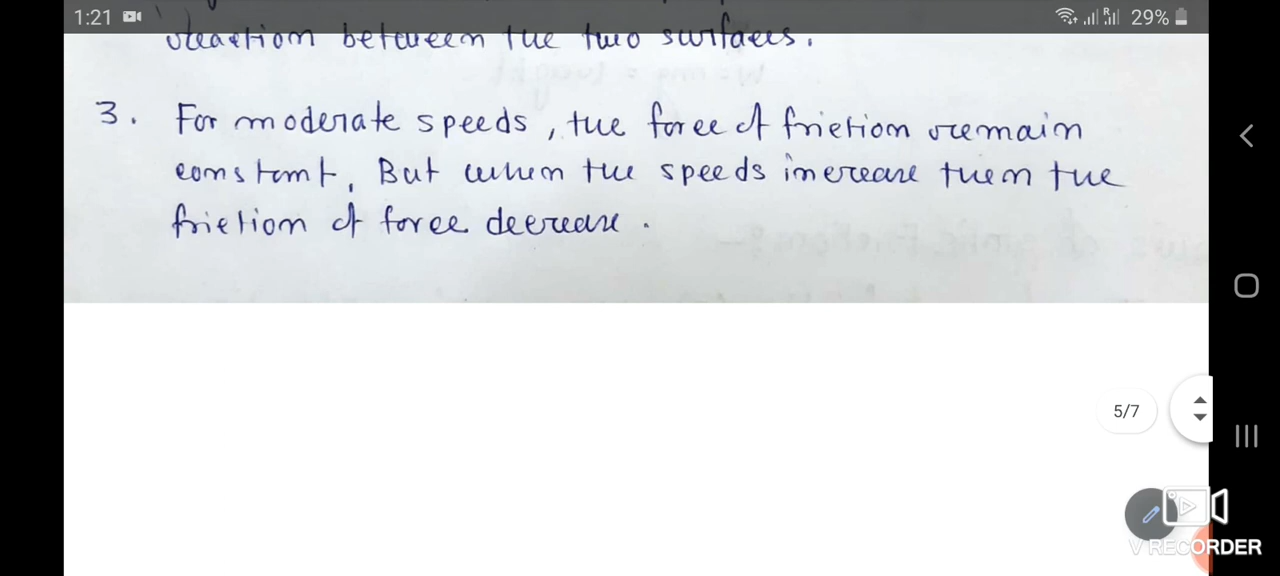 1:21
29%
reaction between the two surfaces.
3. For moderate speeds, the force of friction remain
constant. But when the speeds increase then the
friction of force decrease.
5/7
V RECORDER